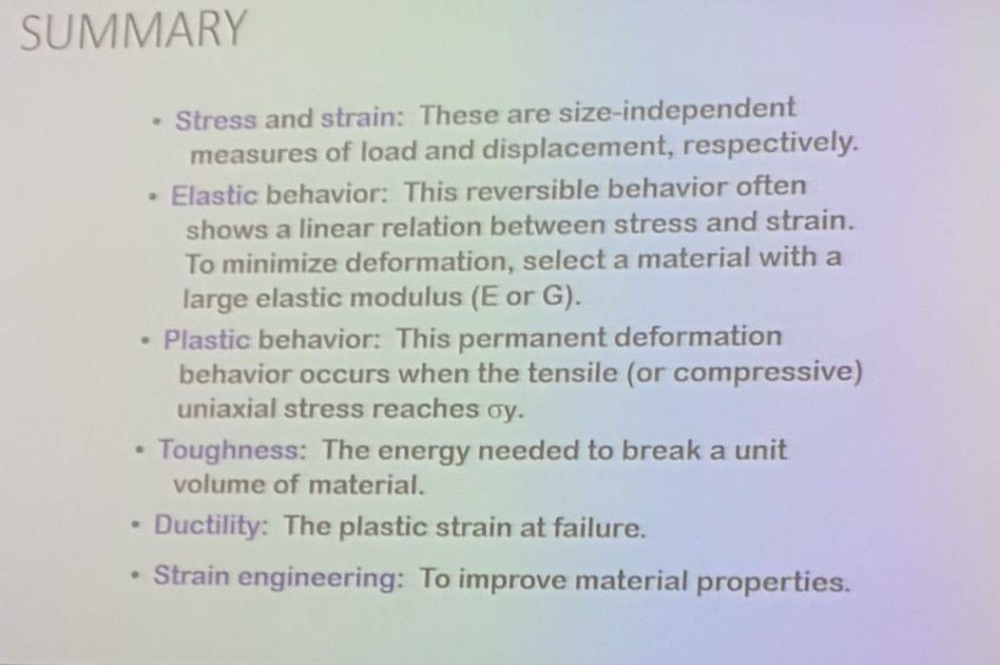 SUMMARY
• Stress and strain: These are size-independent
measures of load and displacement, respectively.
• Elastic behavior: This reversible behavior often
shows a linear relation between stress and strain.
To minimize deformation, select a material with a
large elastic modulus (E or G).
• Plastic behavior: This permanent deformation
behavior occurs when the tensile (or compressive)
uniaxial stress reaches σy.
• Toughness: The energy needed to break a unit
volume of material.
• Ductility: The plastic strain at failure.
• Strain engineering: To improve material properties.